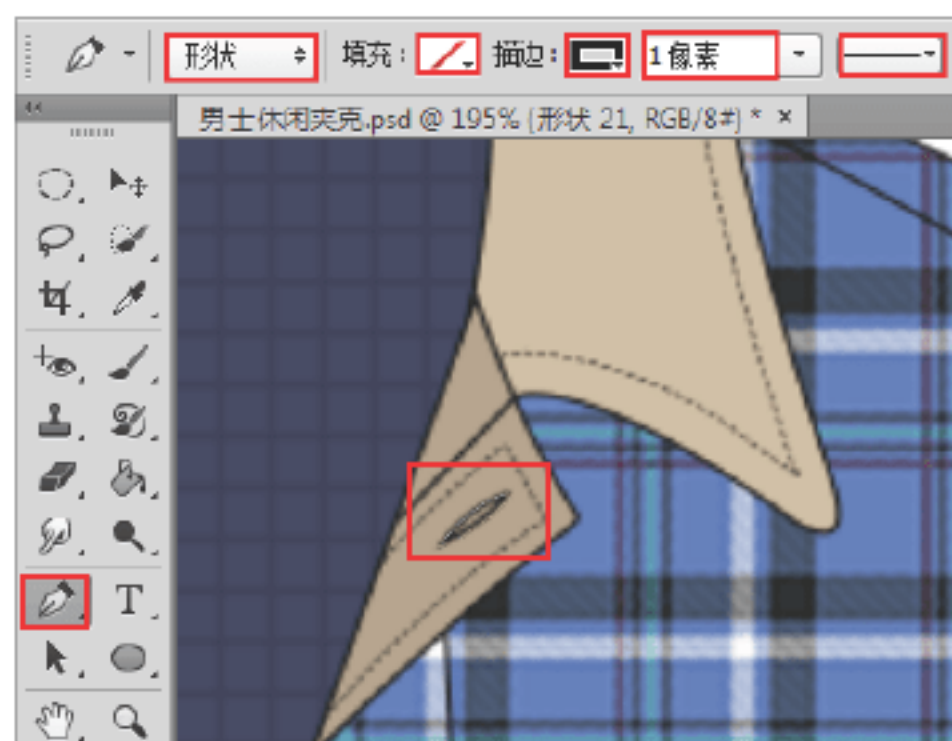 形状 填充： 描边： 1 像素
男士休闲夹克.psd @ 195% (形状 21, RGB/8#) * ×
T